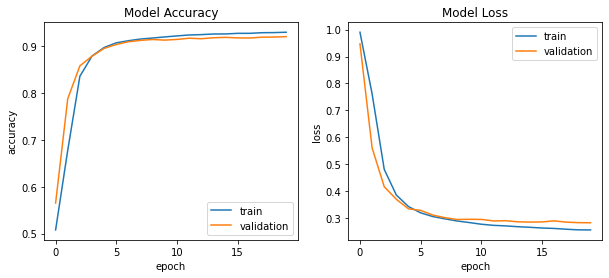 Model Accuracy
accuracy
0.9
0.8
0.7
0.6
0.5
0
5
10
15
epoch
train
validation
Model Loss
loss
1.0
0.9
0.8
0.7
0.6
0.5
0.4
0.3
0
5
10
15
epoch
train
validation